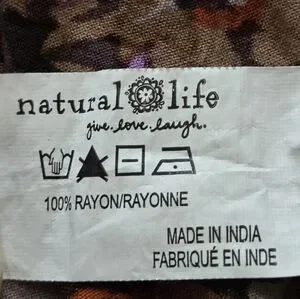 natural life
give.love.laugh.
100% RAYON/RAYONNE
MADE IN INDIA
FABRIQUÉ EN INDE